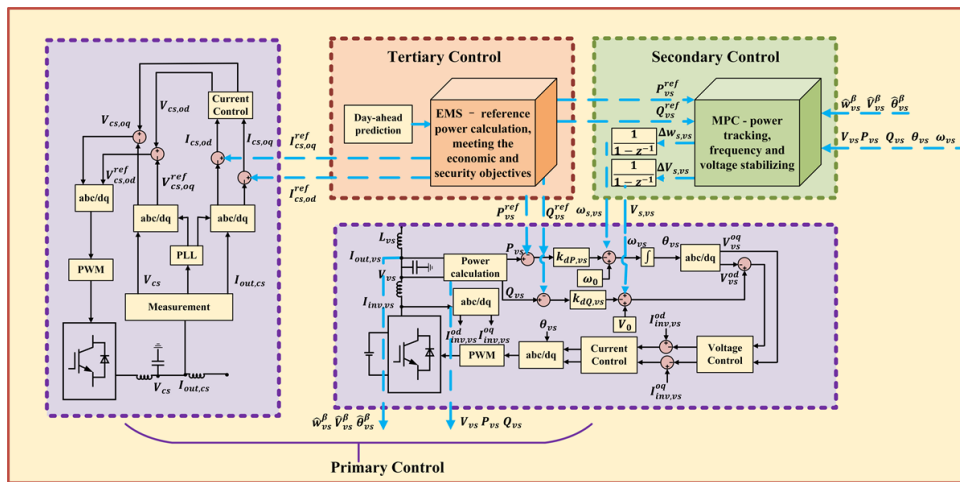 Tertiary Control
Day-ahead
prediction
EMS – reference
power calculation,
meeting the
economic and
security objectives
Secondary Control
MPC - power
tracking,
frequency and
voltage stabilizing
P_vs^ref
Q_vs^ref
Δw_s,vs
ΔV_s,vs
1
1 − z^−1
1
1 − z^−1
ŵ_vs^β V̂_vs^β θ̂_vs^β
V_vs P_vs Q_vs θ_vs ω_vs
Current
Control
V_cs,od
V_cs,oq
I_cs,od
I_cs,oq
I_cs,oq^ref
I_cs,od^ref
V_cs,od^ref
V_cs,oq^ref
abc/dq
abc/dq
abc/dq
PWM
PLL
V_cs
I_out,cs
Measurement
V_cs
I_out,cs
P_vs^ref
Q_vs^ref
ω_s,vs
V_s,vs
L_vs
I_out,vs
V_vs
I_inv,vs
Power
calculation
P_vs
Q_vs
k_dP,vs
k_dQ,vs
ω_0
V_0
ω_vs
∫
θ_vs
abc/dq
V_vs^oq
V_vs^od
abc/dq
I_inv,vs^od
I_inv,vs^oq
PWM
θ_vs
abc/dq
Current
Control
I_inv,vs^od
I_inv,vs^oq
Voltage
Control
ŵ_vs^β V̂_vs^β θ̂_vs^β
V_vs P_vs Q_vs
Primary Control